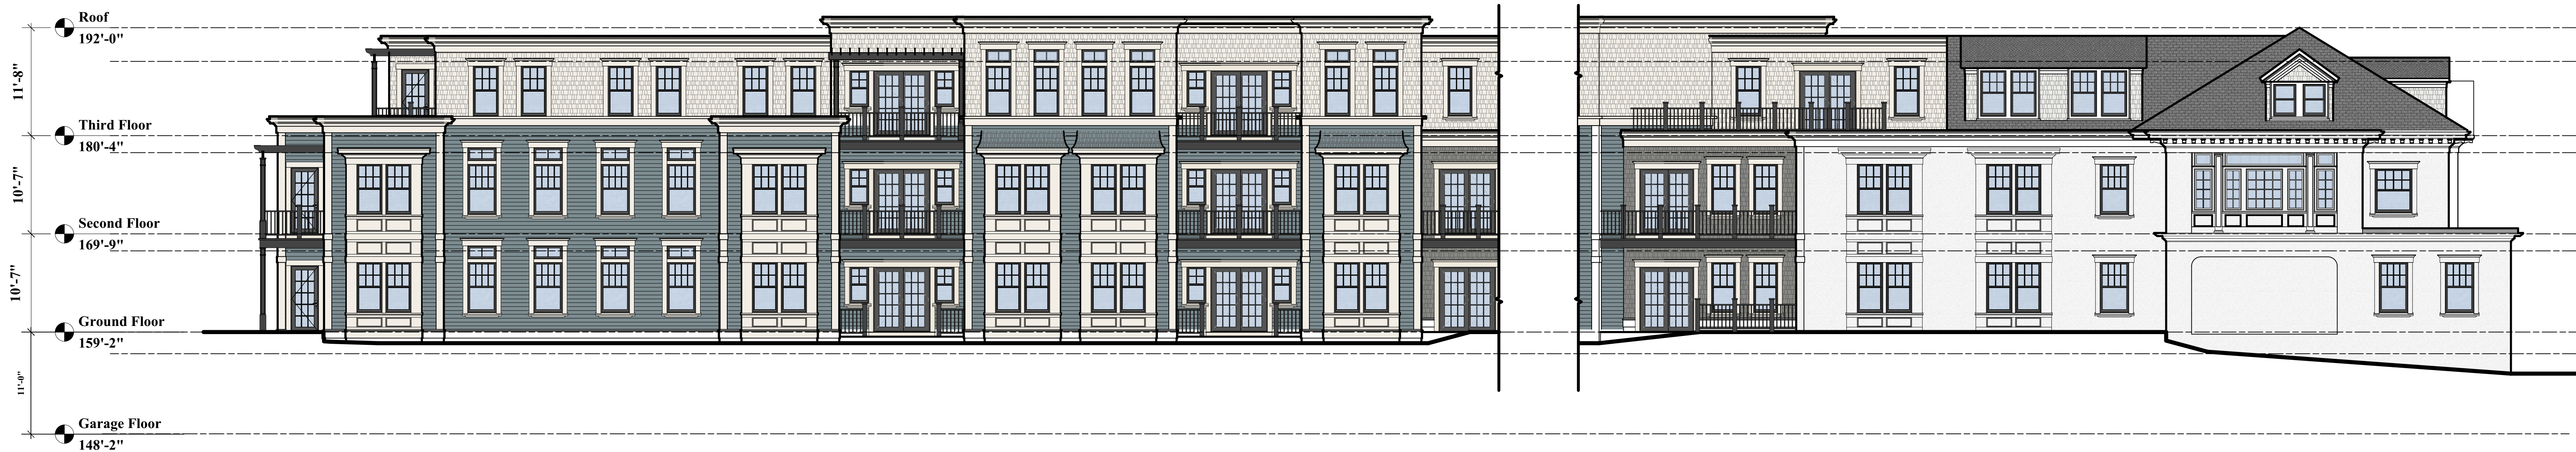 Roof
192'-0"
11'-8"
Third Floor
180'-4"
10'-7"
Second Floor
169'-9"
10'-7"
Ground Floor
159'-2"
11'-0"
Garage Floor
148'-2"